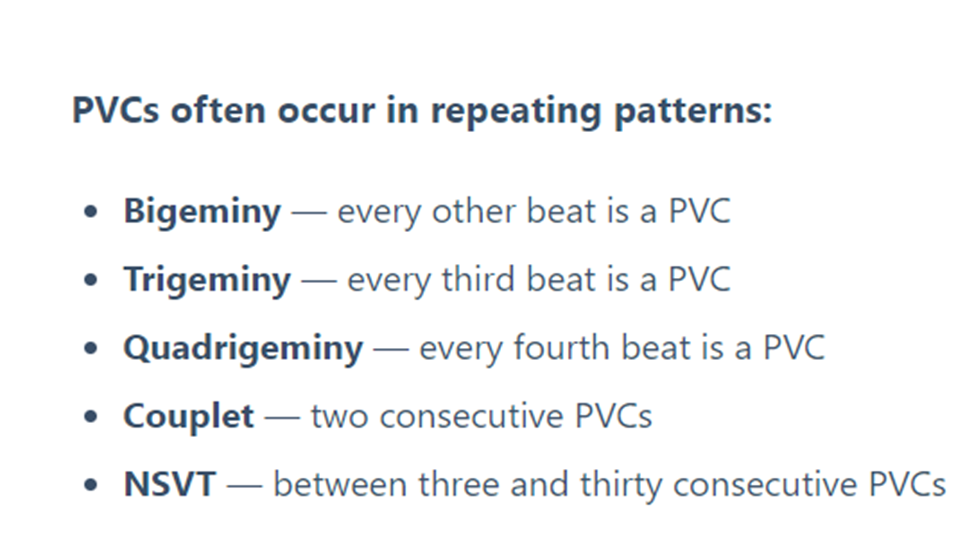 PVCs often occur in repeating patterns:
• Bigeminy — every other beat is a PVC
• Trigeminy — every third beat is a PVC
• Quadrigeminy — every fourth beat is a PVC
• Couplet — two consecutive PVCs
• NSVT — between three and thirty consecutive PVCs